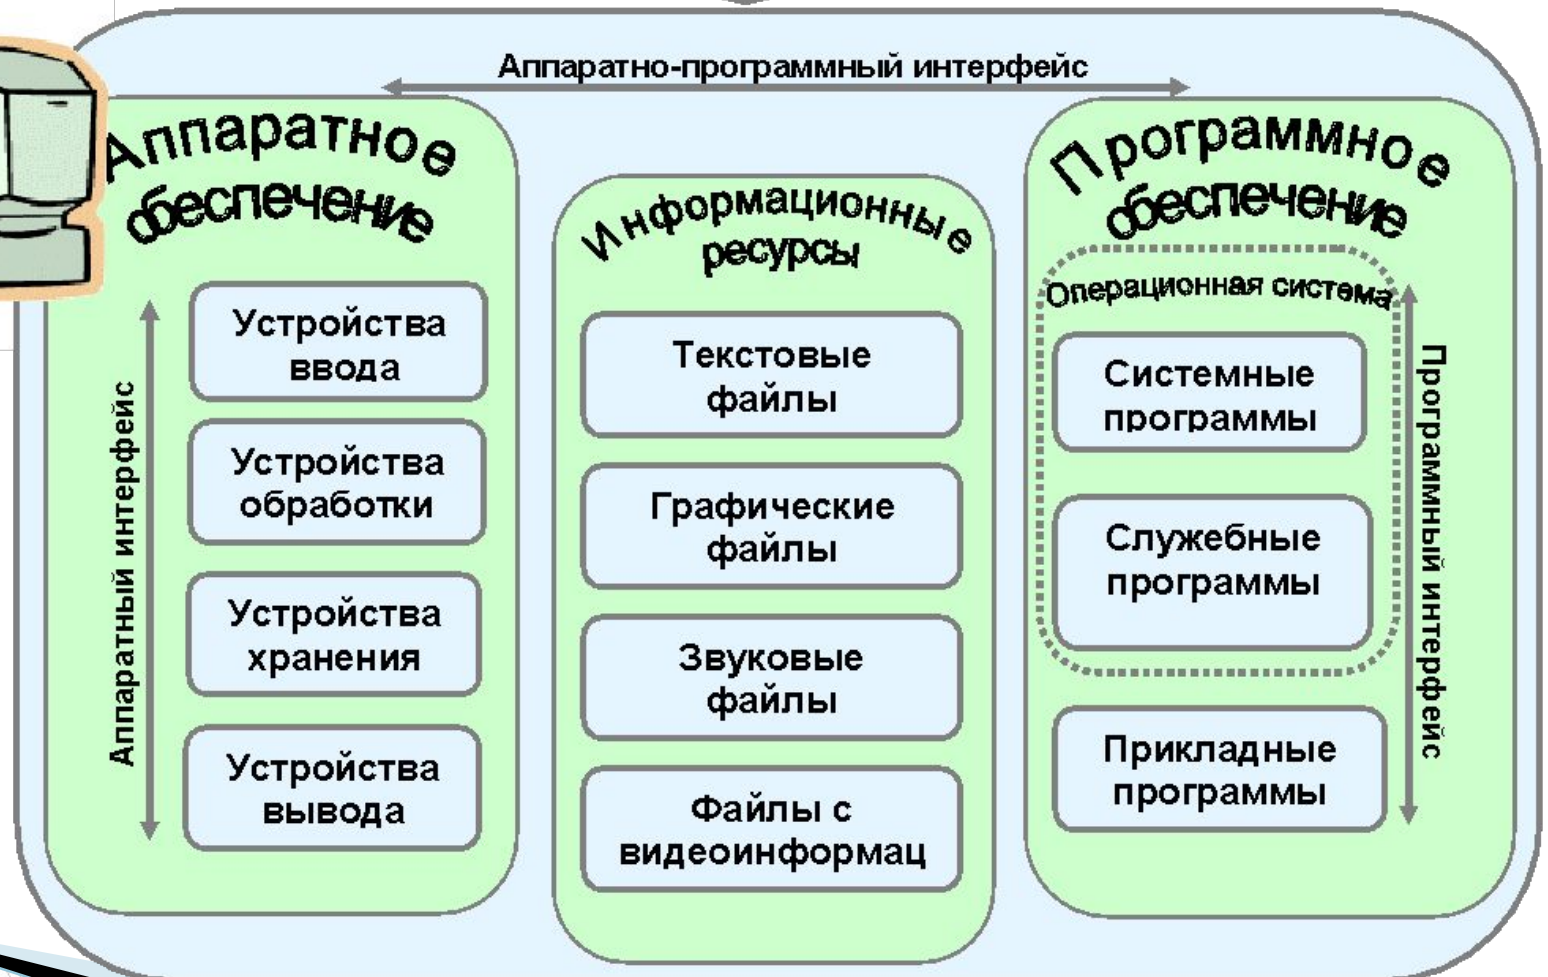 Аппаратно-программный интерфейс
Аппаратное
обеспечение
Аппаратный интерфейс
Устройства
ввода
Устройства
обработки
Устройства
хранения
Устройства
вывода
Информационные
ресурсы
Текстовые
файлы
Графические
файлы
Звуковые
файлы
Файлы с
видеоинформац
Программное
обеспечение
Операционная система
Системные
программы
Служебные
программы
Прикладные
программы
Программный интерфейс